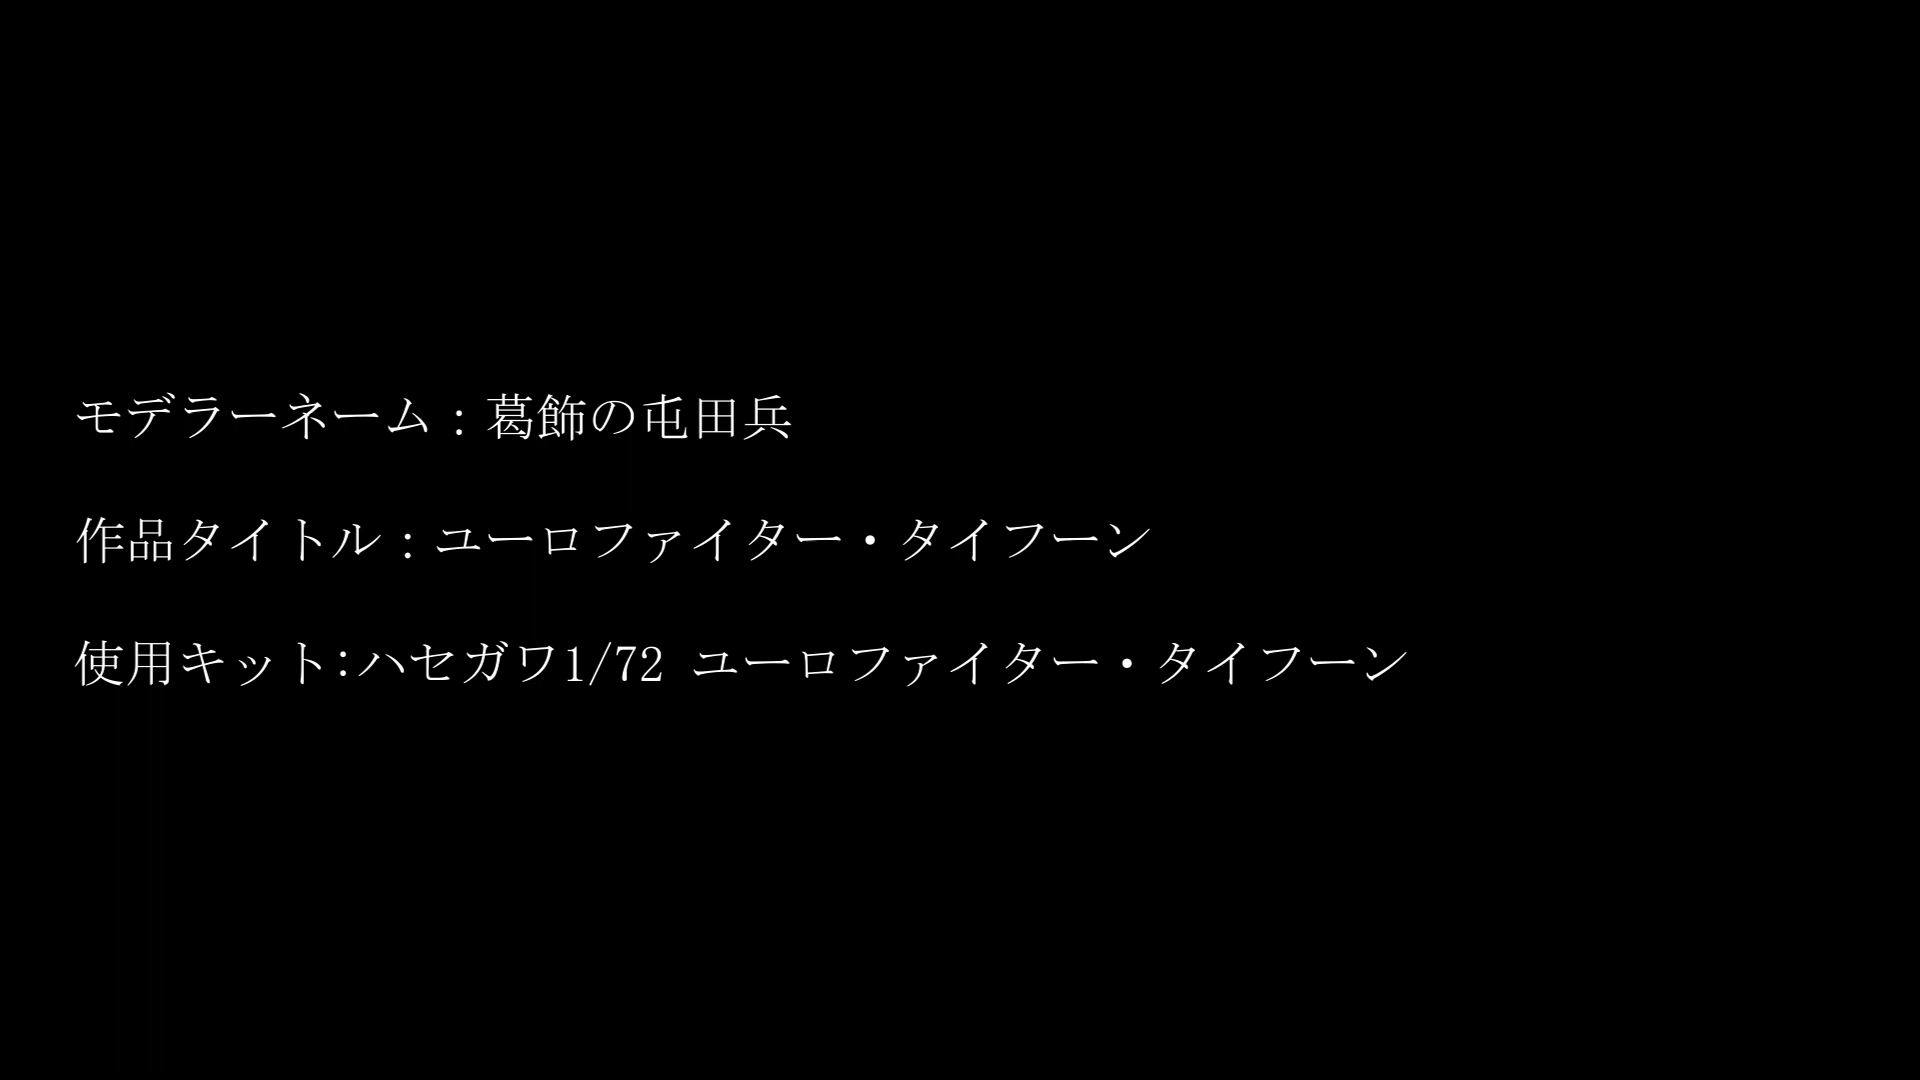 モデラーネーム：葛飾の屯田兵
作品タイトル：ユーロファイター・タイフーン
使用キット:ハセガワ1/72 ユーロファイター・タイフーン